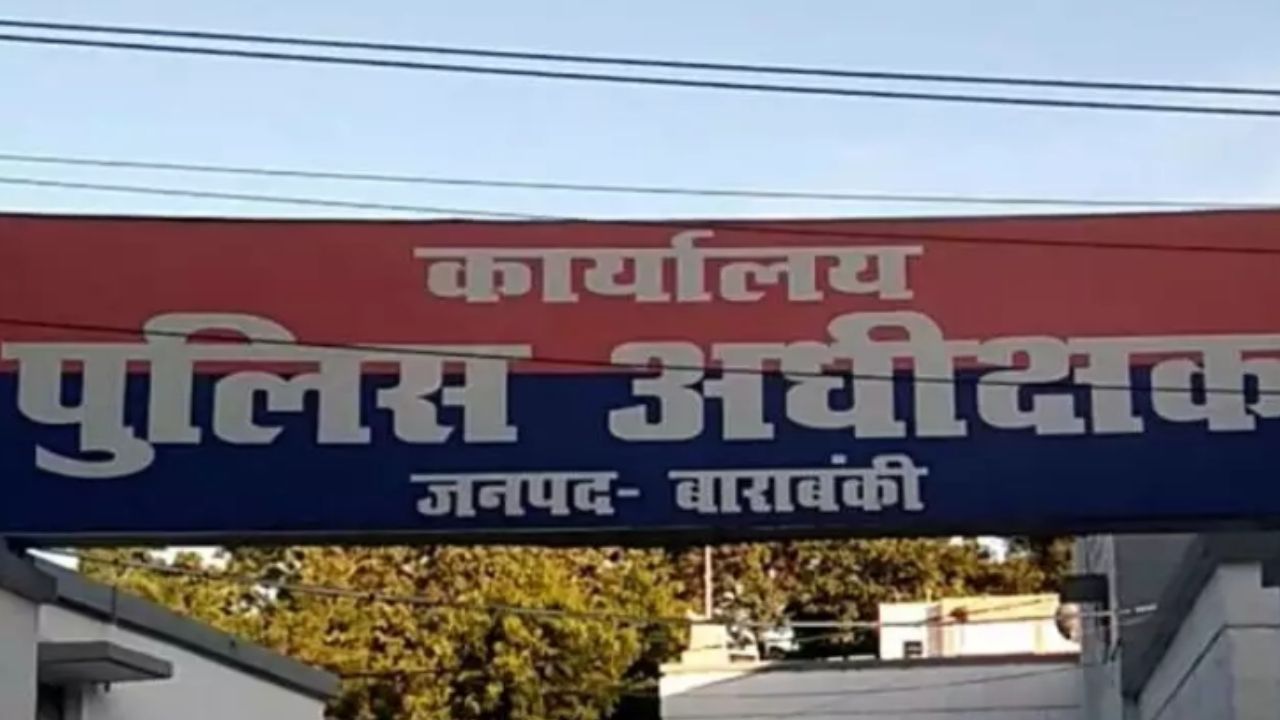 कार्यालय
पुलिस अधीक्षक
जनपद- बाराबंकी